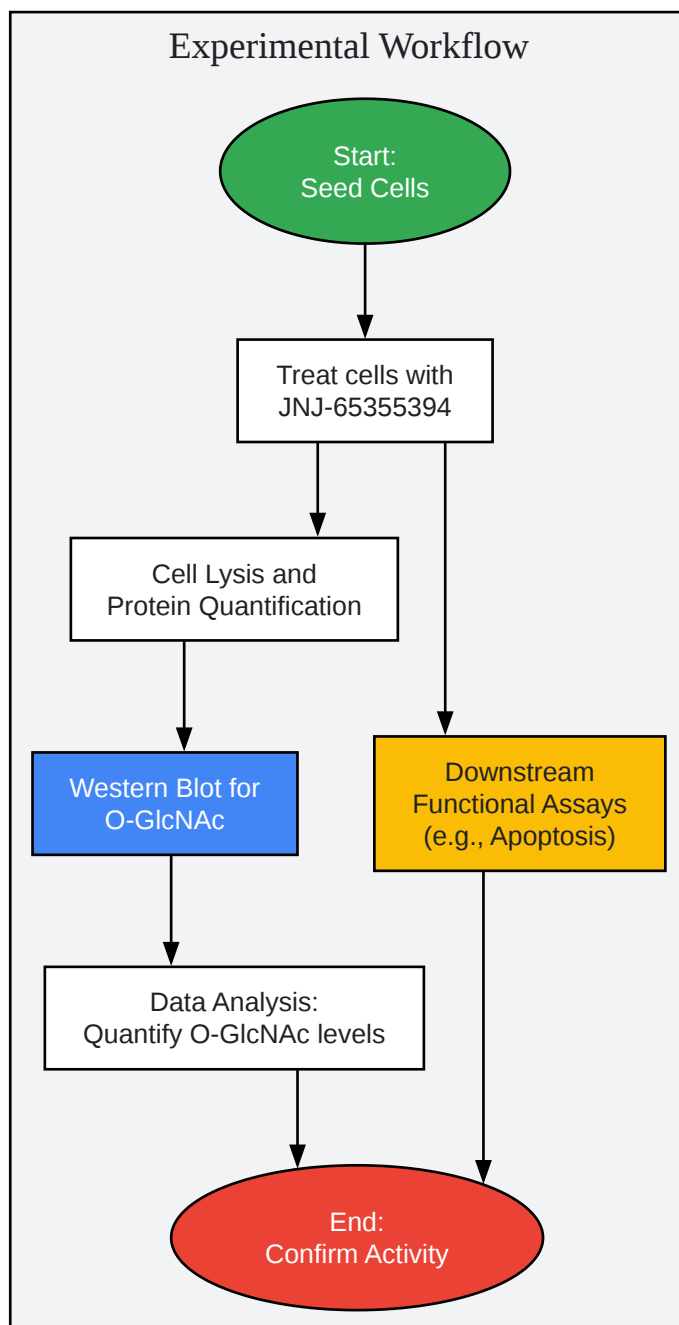 Experimental Workflow
Start:
Seed Cells
Treat cells with
JNJ-65355394
Cell Lysis and
Protein Quantification
Western Blot for
O-GlcNAc
Downstream
Functional Assays
(e.g., Apoptosis)
Data Analysis:
Quantify O-GlcNAc levels
End:
Confirm Activity